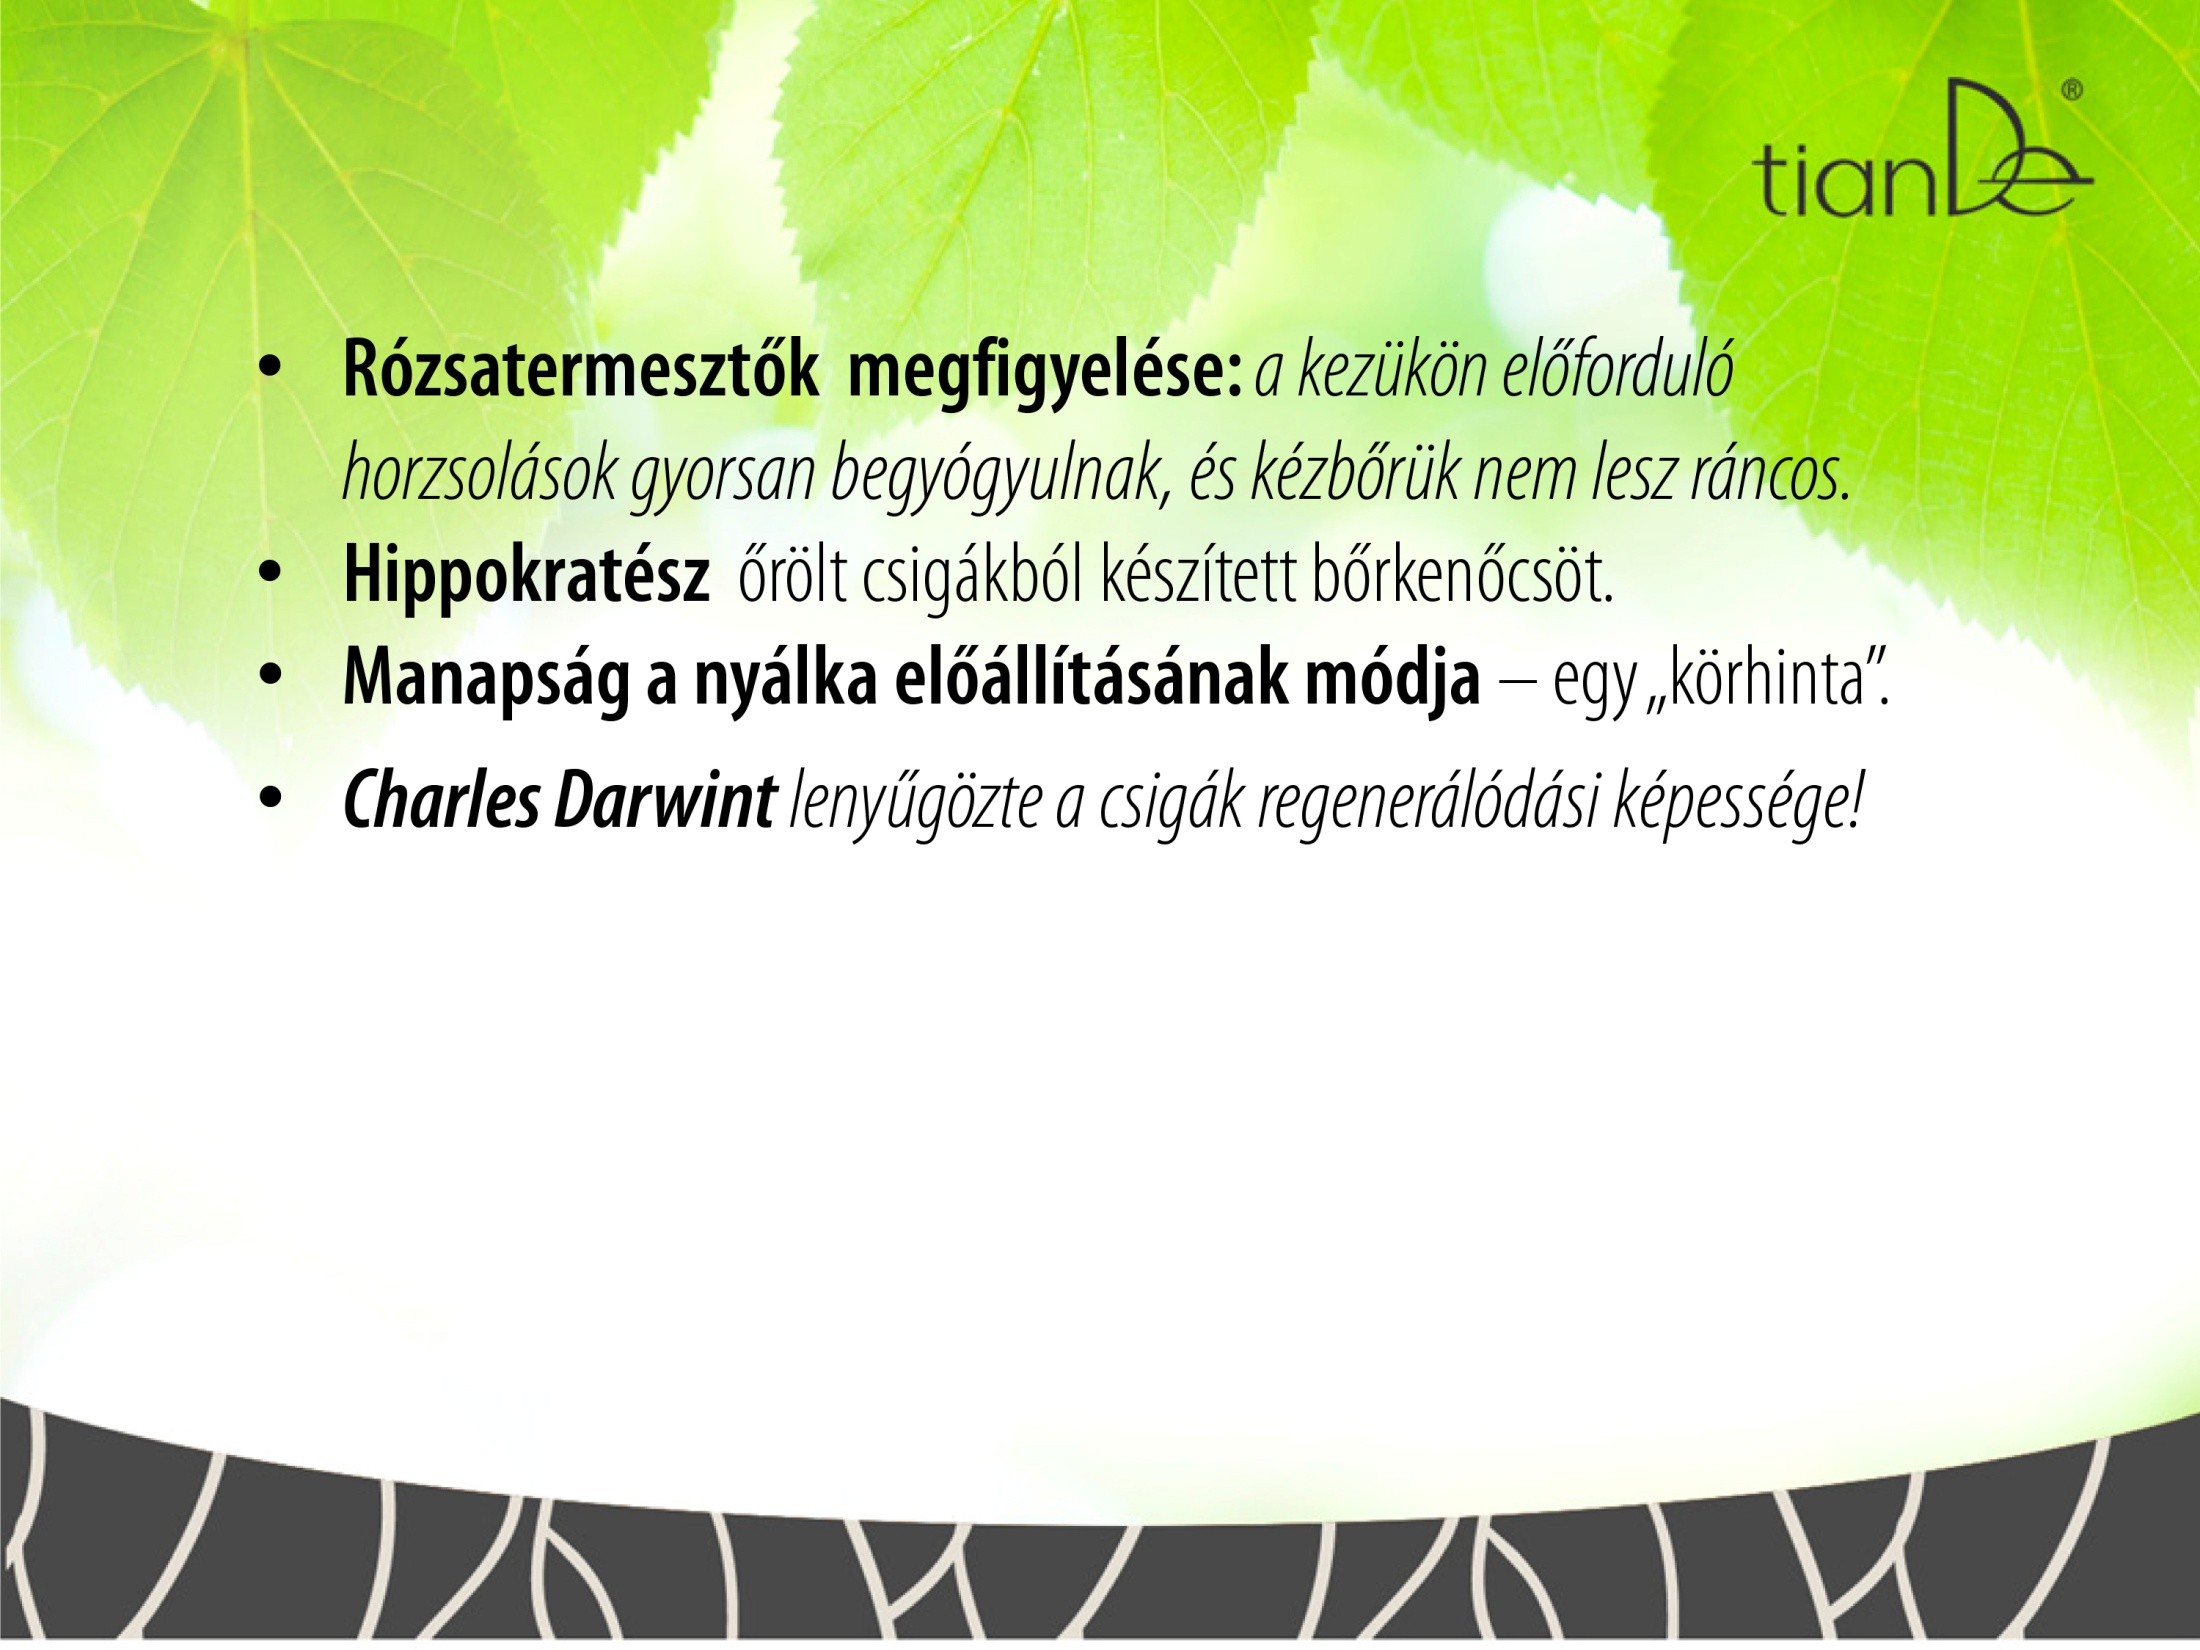 tianDe®
• Rózsatermesztők megfigyelése: a kezükön előforduló
horzsolások gyorsan begyógyulnak, és kézbőrük nem lesz ráncos.
• Hippokratész őrölt csigákból készített bőrkenőcsöt.
• Manapság a nyálka előállításának módja – egy „körhinta”.
• Charles Darwint lenyűgözte a csigák regenerálódási képessége!